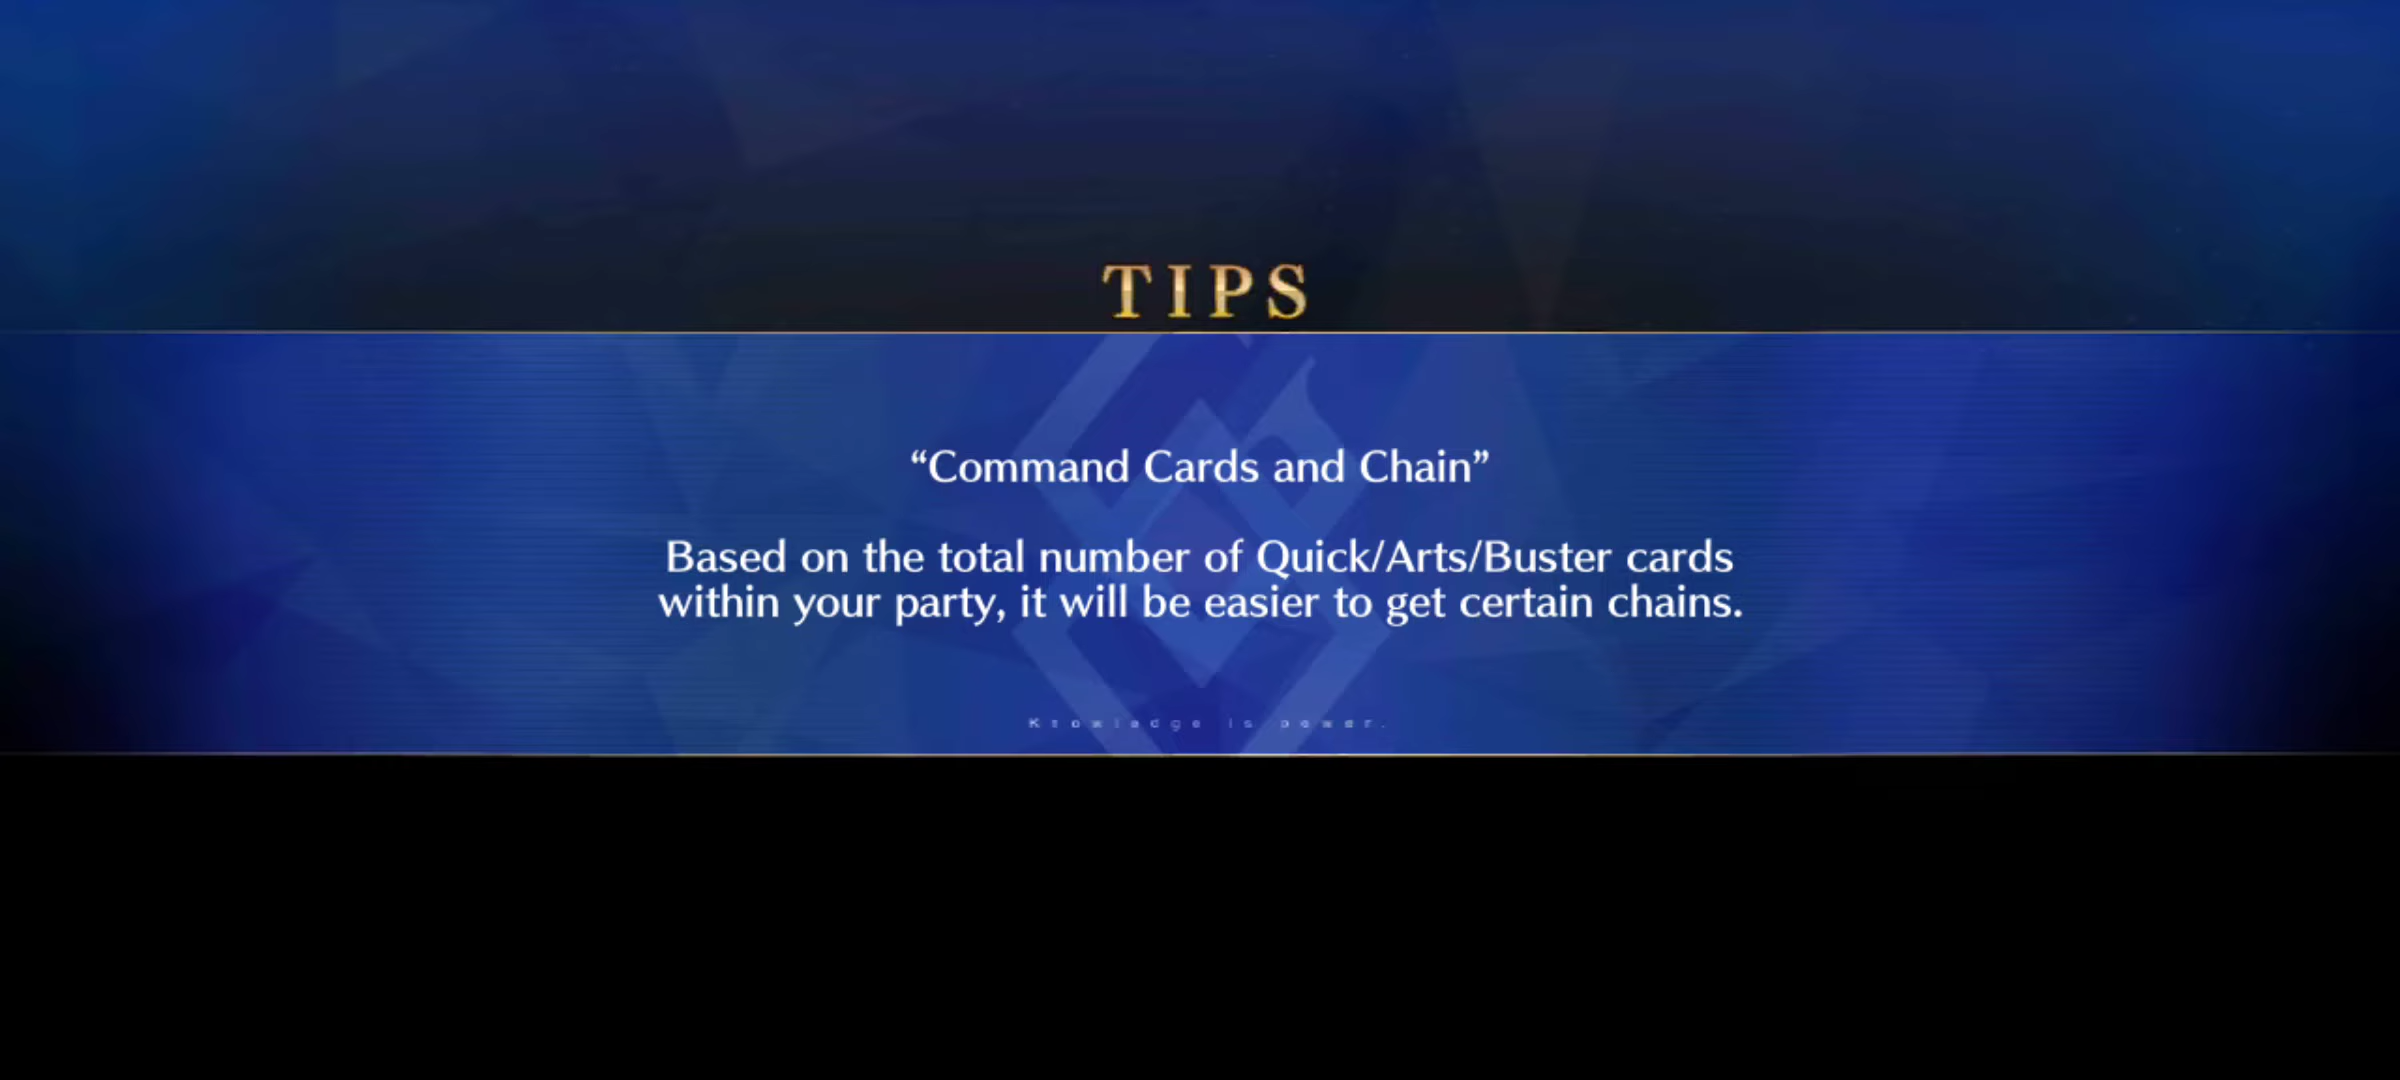 TIPS
“Command Cards and Chain”
Based on the total number of Quick/Arts/Buster cards
within your party, it will be easier to get certain chains.
Knowledge is power.